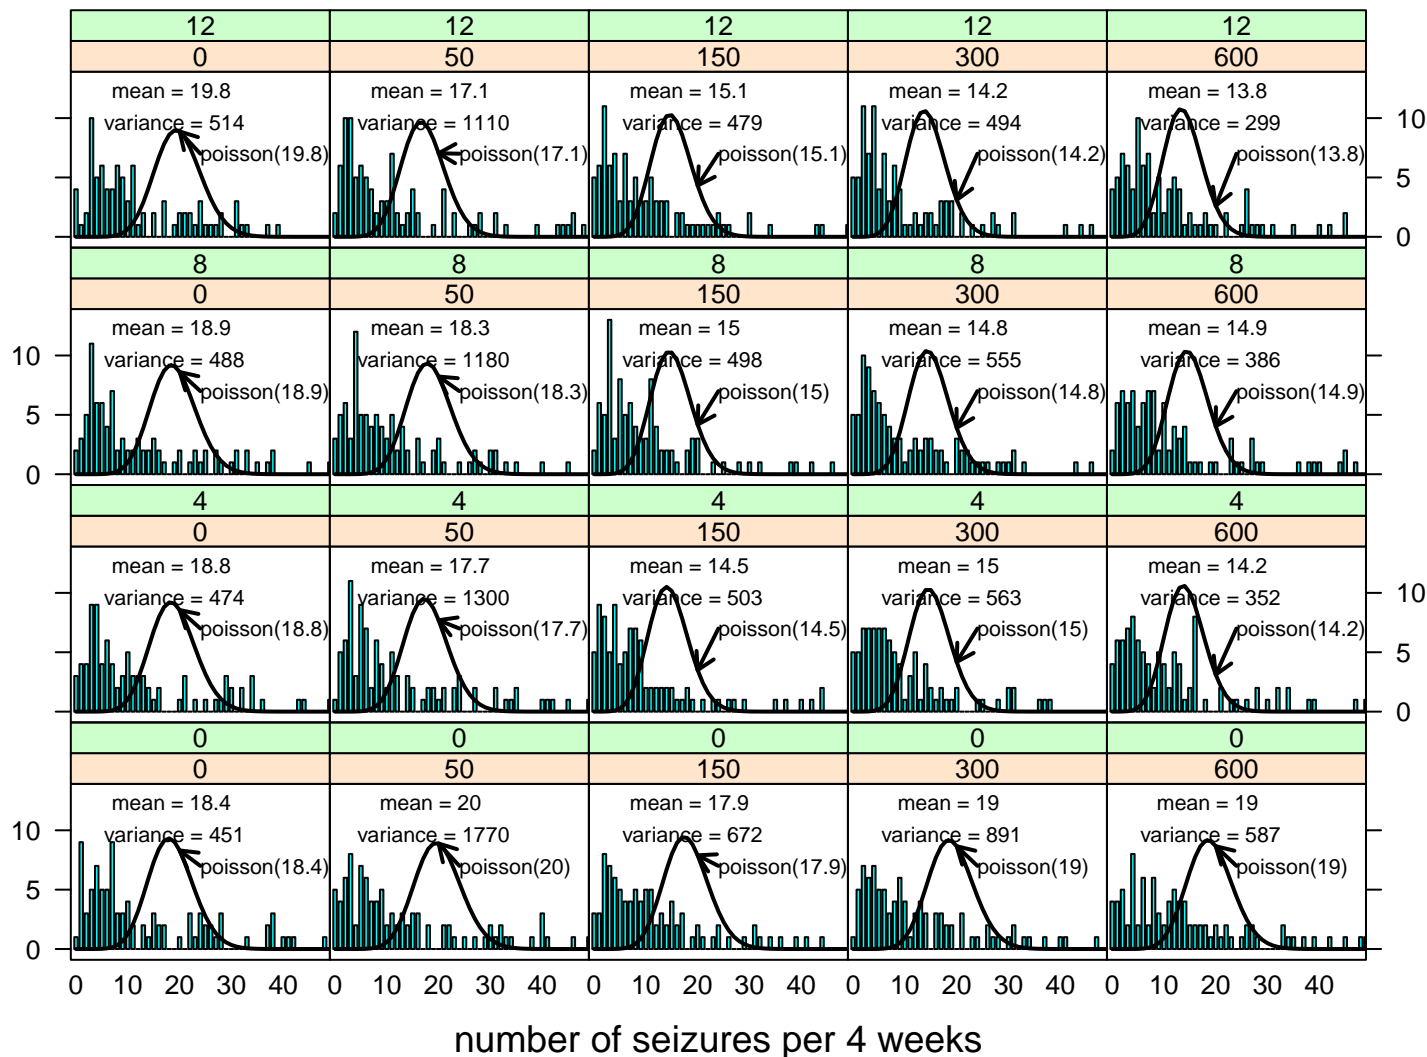 12 12 12 12 12
0 50 150 300 600
mean = 19.8 mean = 17.1 mean = 15.1 mean = 14.2 mean = 13.8
variance = 514 variance = 1110 variance = 479 variance = 494 variance = 299 10
poisson(19.8) poisson(17.1) poisson(15.1) poisson(14.2) poisson(13.8)
5
0
8 8 8 8 8
0 50 150 300 600
mean = 18.9 mean = 18.3 mean = 15 mean = 14.8 mean = 14.9
10 variance = 488 variance = 1180 variance = 498 variance = 555 variance = 386
poisson(18.9) poisson(18.3) poisson(15) poisson(14.8) poisson(14.9)
5
0
4 4 4 4 4
0 50 150 300 600
mean = 18.8 mean = 17.7 mean = 14.5 mean = 15 mean = 14.2
variance = 474 variance = 1300 variance = 503 variance = 563 variance = 352 10
poisson(18.8) poisson(17.7) poisson(14.5) poisson(15) poisson(14.2)
5
0
0 0 0 0 0
0 50 150 300 600
mean = 18.4 mean = 20 mean = 17.9 mean = 19 mean = 19
10 variance = 451 variance = 1770 variance = 672 variance = 891 variance = 587
poisson(18.4) poisson(20) poisson(17.9) poisson(19) poisson(19)
5
0
0 10 20 30 40 0 10 20 30 40 0 10 20 30 40 0 10 20 30 40 0 10 20 30 40
number of seizures per 4 weeks